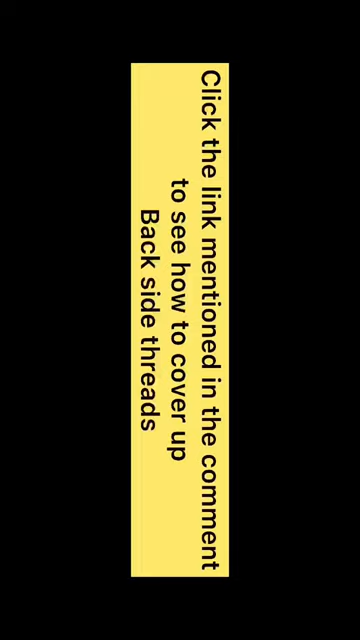 Click the link mentioned in the comment
to see how to cover up
Back side threads